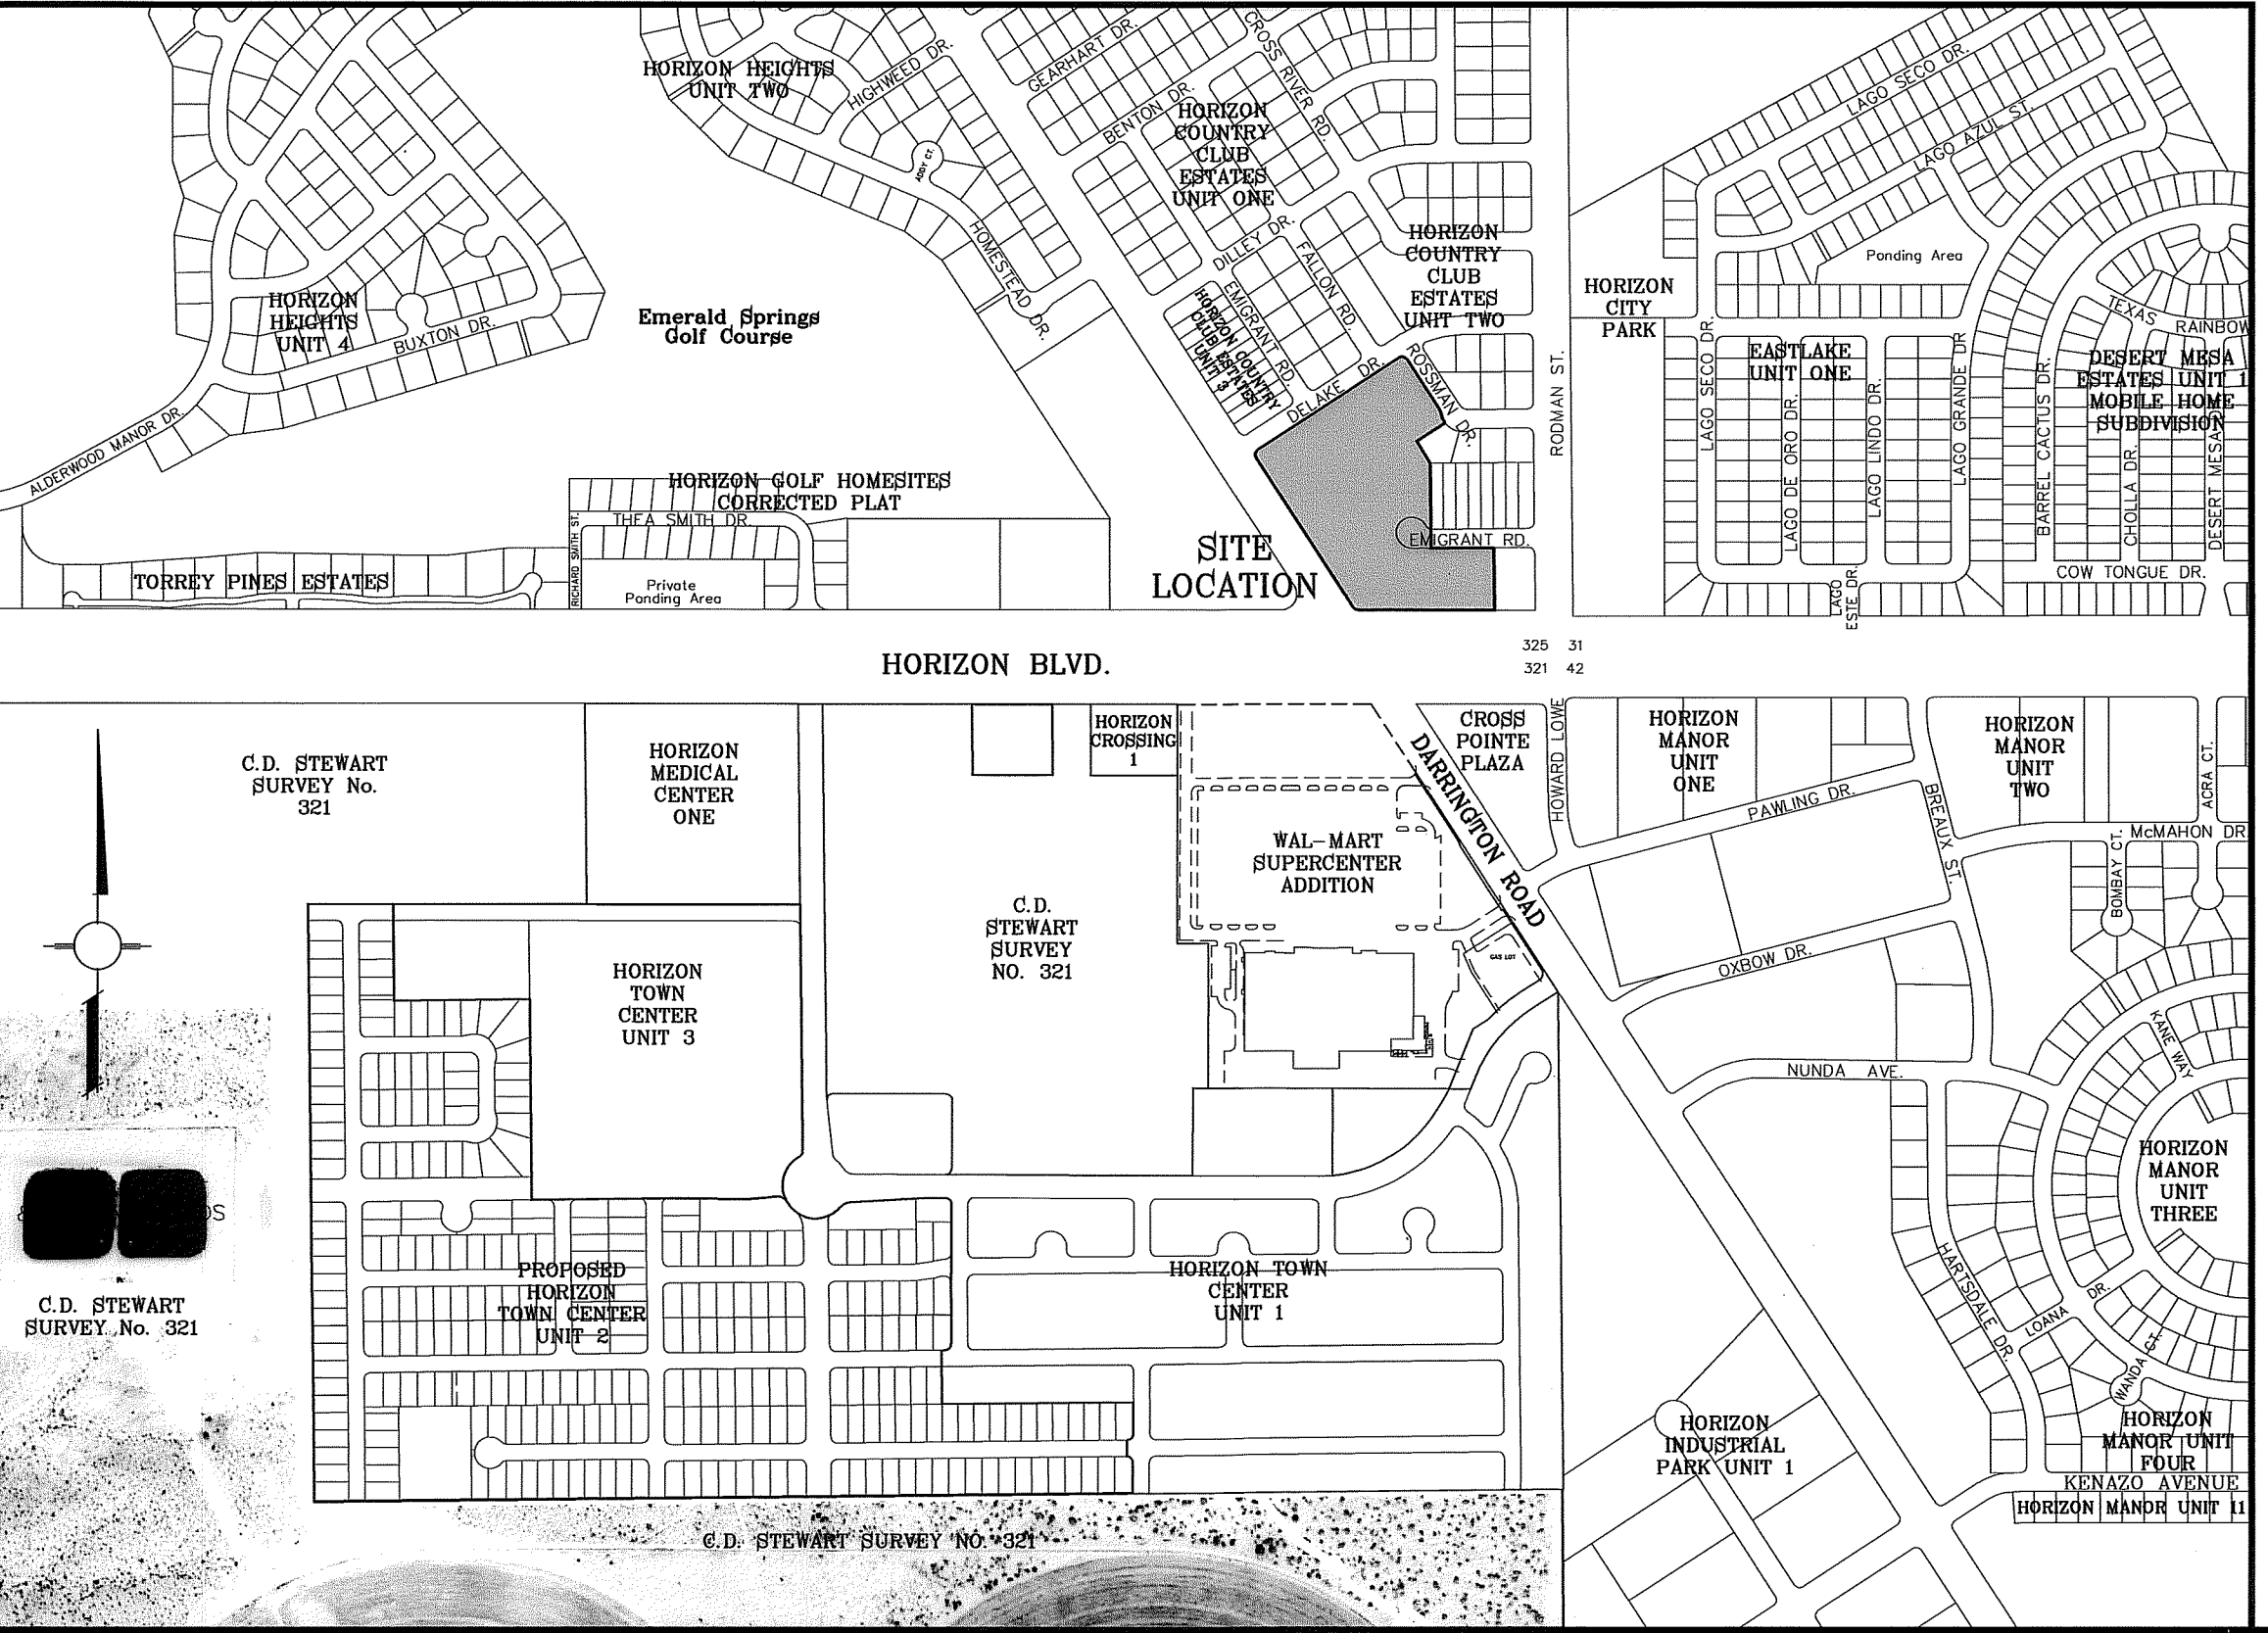 HORIZON HEIGHTS
UNIT TWO
HIGHWEED DR.
GEARHART DR.
CROSS RIVER RD.
BENTON DR.
HORIZON
COUNTRY
CLUB
ESTATES
UNIT ONE
ADDY CT.
HOMESTEAD DR.
LAGO SECO DR.
LAGO AZUL ST.
Ponding Area
DILLEY DR.
FALLON RD.
EMIGRANT RD.
HORIZON
COUNTRY
CLUB
ESTATES
UNIT TWO
HORIZON
CITY
PARK
HORIZON
HEIGHTS
UNIT 4
BUXTON DR.
Emerald Springs
Golf Course
HORIZON COUNTRY
CLUB ESTATES
UNIT 3
DELAKE DR.
ROSSMAN DR.
RODMAN ST.
LAGO SECO DR.
EASTLAKE
UNIT ONE
LAGO DE ORO DR.
LAGO LINDO DR.
LAGO GRANDE DR
BARREL CACTUS DR.
TEXAS RAINBOW
DESERT MESA
ESTATES UNIT 1
MOBILE HOME
SUBDIVISION
CHOLLA DR.
DESERT MESA
ALDERWOOD MANOR DR.
HORIZON GOLF HOMESITES
CORRECTED PLAT
THEA SMITH DR.
RICHARD SMITH ST.
TORREY PINES ESTATES
Private
Ponding Area
SITE
LOCATION
EMIGRANT RD.
COW TONGUE DR.
LAGO
ESTE DR.
HORIZON BLVD.
325 31
321 42
C.D. STEWART
SURVEY No.
321
HORIZON
MEDICAL
CENTER
ONE
HORIZON
CROSSING
1
CROSS
POINTE
PLAZA
DARRINGTON ROAD
HOWARD LOWE
HORIZON
MANOR
UNIT
ONE
PAWLING DR.
BREAUX ST.
HORIZON
MANOR
UNIT
TWO
ACRA CT.
McMAHON DR.
BOMBAY CT.
WAL-MART
SUPERCENTER
ADDITION
C.D.
STEWART
SURVEY
NO. 321
GAS LOT
OXBOW DR.
HORIZON
TOWN
CENTER
UNIT 3
KANE WAY
NUNDA AVE.
HORIZON
MANOR
UNIT
THREE
C.D. STEWART
SURVEY No. 321
PROPOSED
HORIZON
TOWN CENTER
UNIT 2
HORIZON TOWN
CENTER
UNIT 1
HARTSDALE DR.
LOANA DR.
WANDA CT.
HORIZON
INDUSTRIAL
PARK UNIT 1
HORIZON
MANOR UNIT
FOUR
KENAZO AVENUE
HORIZON MANOR UNIT 11
C.D. STEWART SURVEY NO. 321